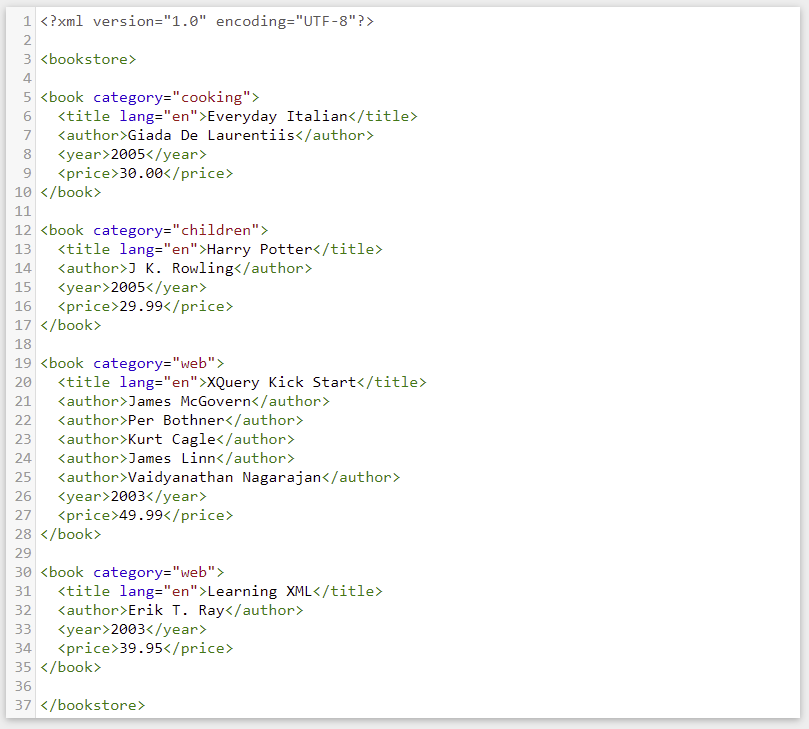 1 <?xml version="1.0" encoding="UTF-8"?>
2
3 <bookstore>
4
5 <book category="cooking">
6   <title lang="en">Everyday Italian</title>
7   <author>Giada De Laurentiis</author>
8   <year>2005</year>
9   <price>30.00</price>
10 </book>
11
12 <book category="children">
13   <title lang="en">Harry Potter</title>
14   <author>J K. Rowling</author>
15   <year>2005</year>
16   <price>29.99</price>
17 </book>
18
19 <book category="web">
20   <title lang="en">XQuery Kick Start</title>
21   <author>James McGovern</author>
22   <author>Per Bothner</author>
23   <author>Kurt Cagle</author>
24   <author>James Linn</author>
25   <author>Vaidyanathan Nagarajan</author>
26   <year>2003</year>
27   <price>49.99</price>
28 </book>
29
30 <book category="web">
31   <title lang="en">Learning XML</title>
32   <author>Erik T. Ray</author>
33   <year>2003</year>
34   <price>39.95</price>
35 </book>
36
37 </bookstore>